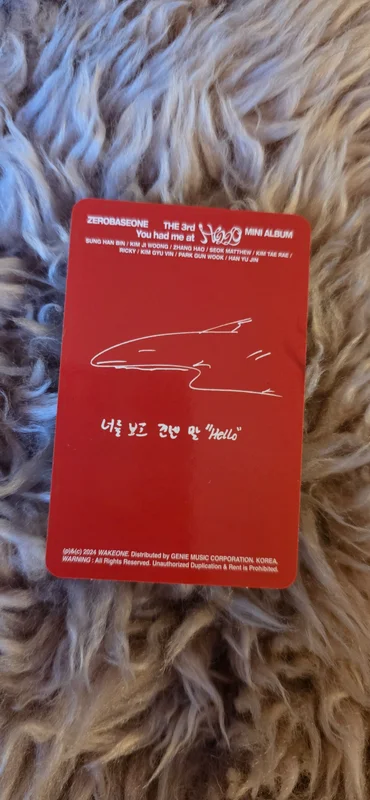 ZEROBASEONE THE 3rd MINI ALBUM
You had me at Hello
SUNG HAN BIN / KIM JI WOONG / ZHANG HAO / SEOK MATTHEW / KIM TAE RAE /
RICKY / KIM GYU VIN / PARK GUN WOOK / HAN YU JIN
너를 보고 건넨 말 "Hello"
(p)&(c) 2024 WAKEONE. Distributed by GENIE MUSIC CORPORATION, KOREA.
WARNING : All Rights Reserved. Unauthorized Duplication & Rent is Prohibited.